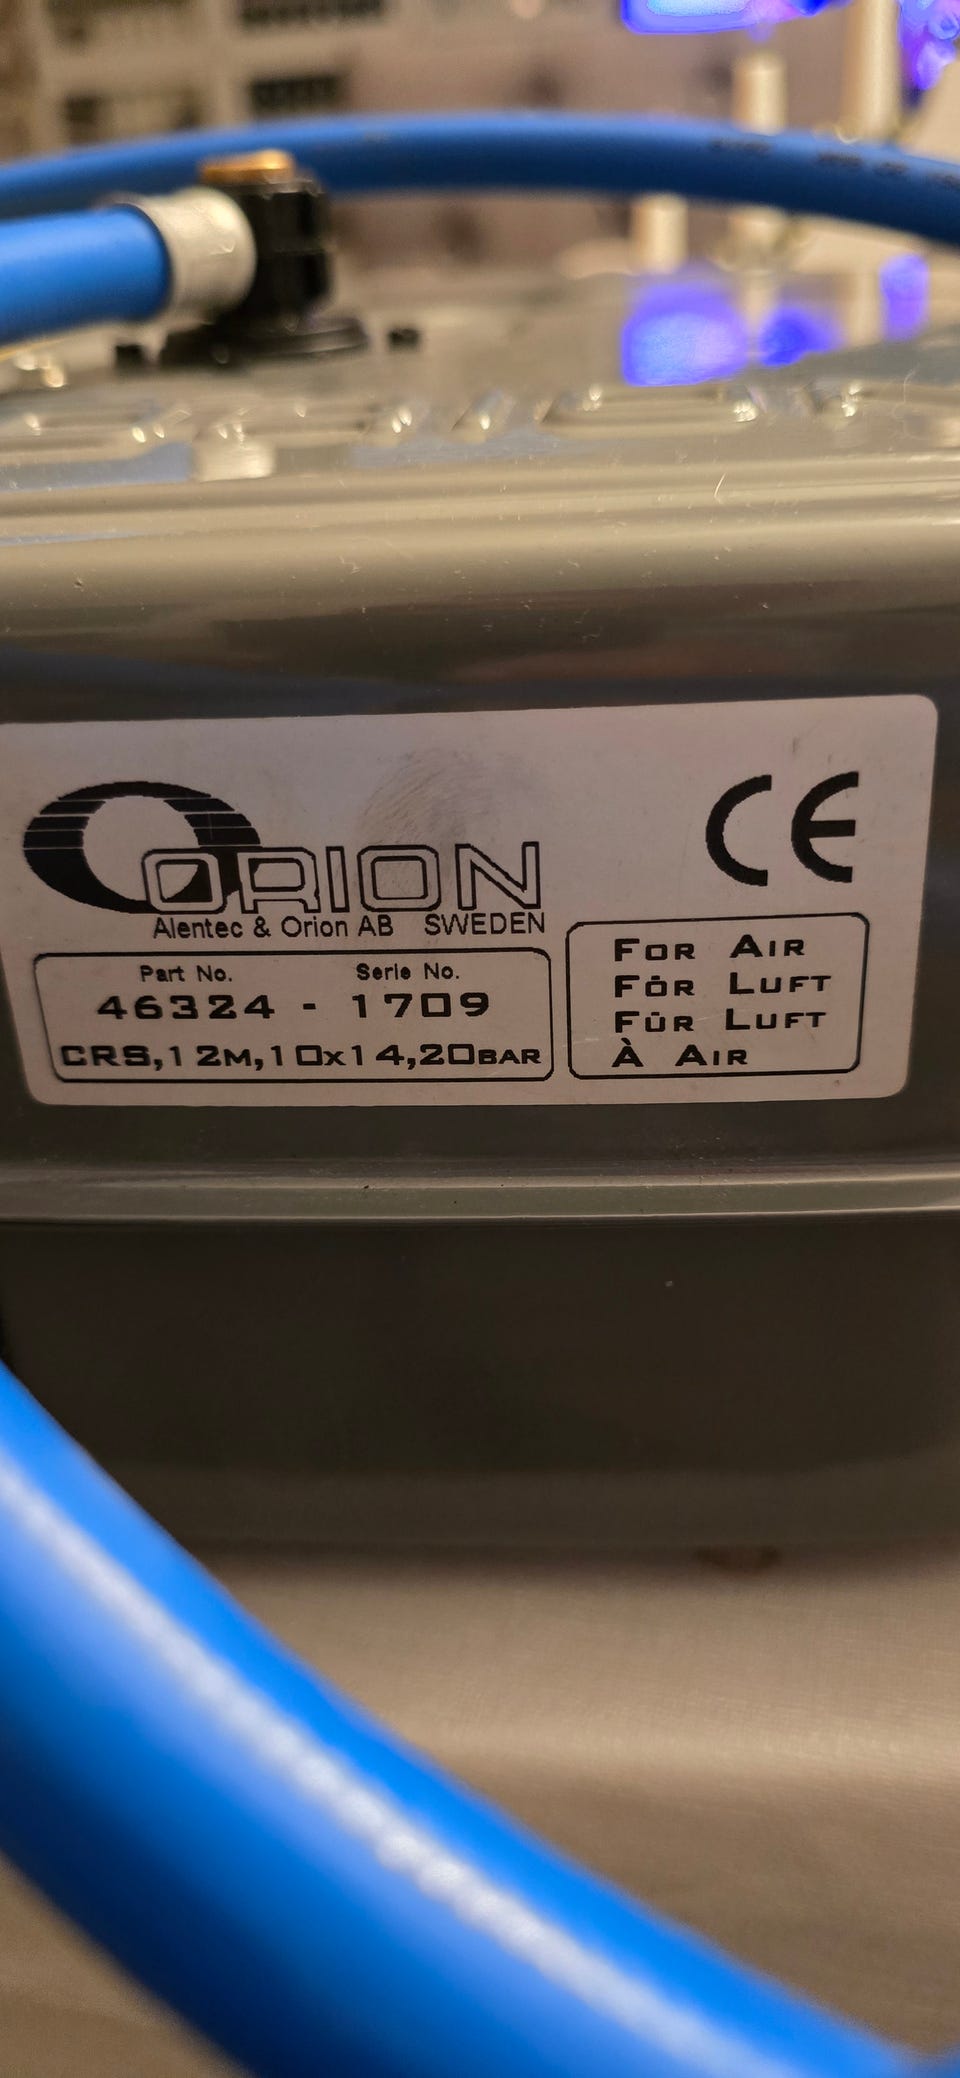 ORION
Alentec & Orion AB SWEDEN
CE
Part No. Serie No.
46324 - 1709
CRS,12M,10x14,20BAR
FOR AIR
FÖR LUFT
FÜR LUFT
À AIR